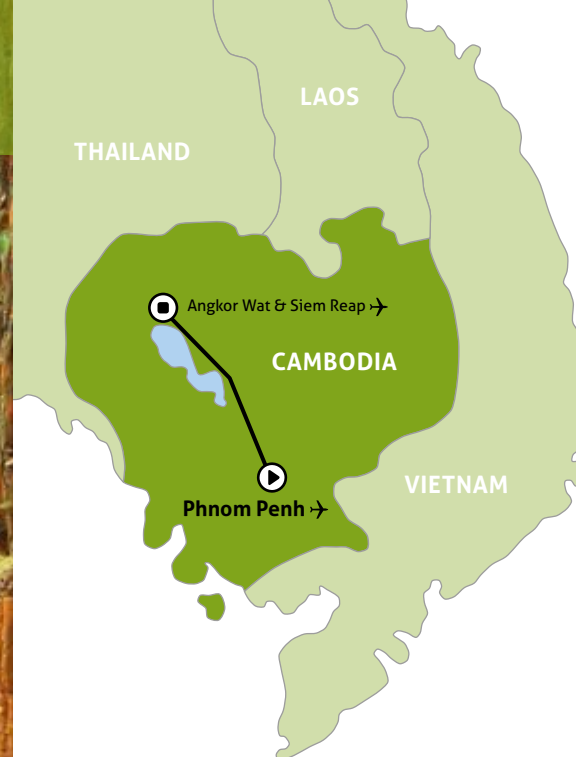 LAOS
THAILAND
Angkor Wat & Siem Reap
CAMBODIA
VIETNAM
Phnom Penh